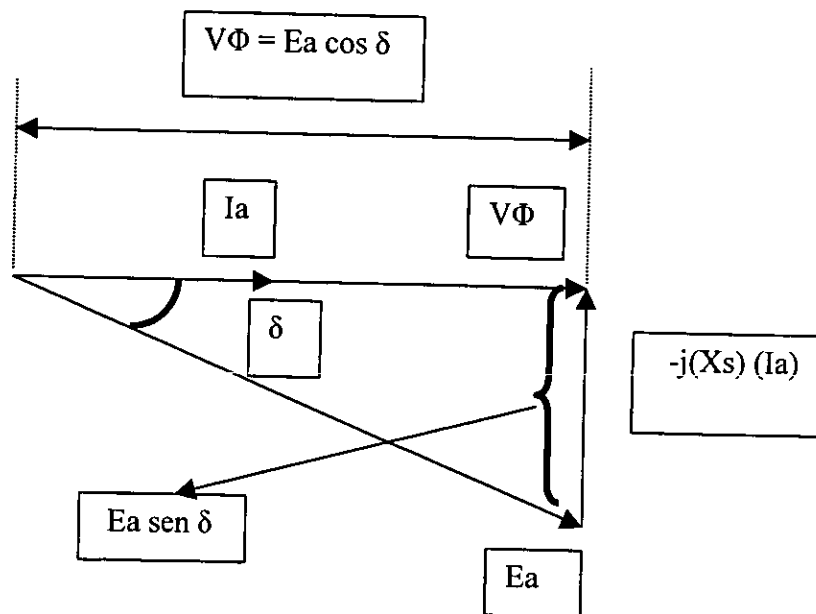 VΦ = Ea cos δ
Ia
VΦ
δ
-j(Xs) (Ia)
Ea sen δ
Ea